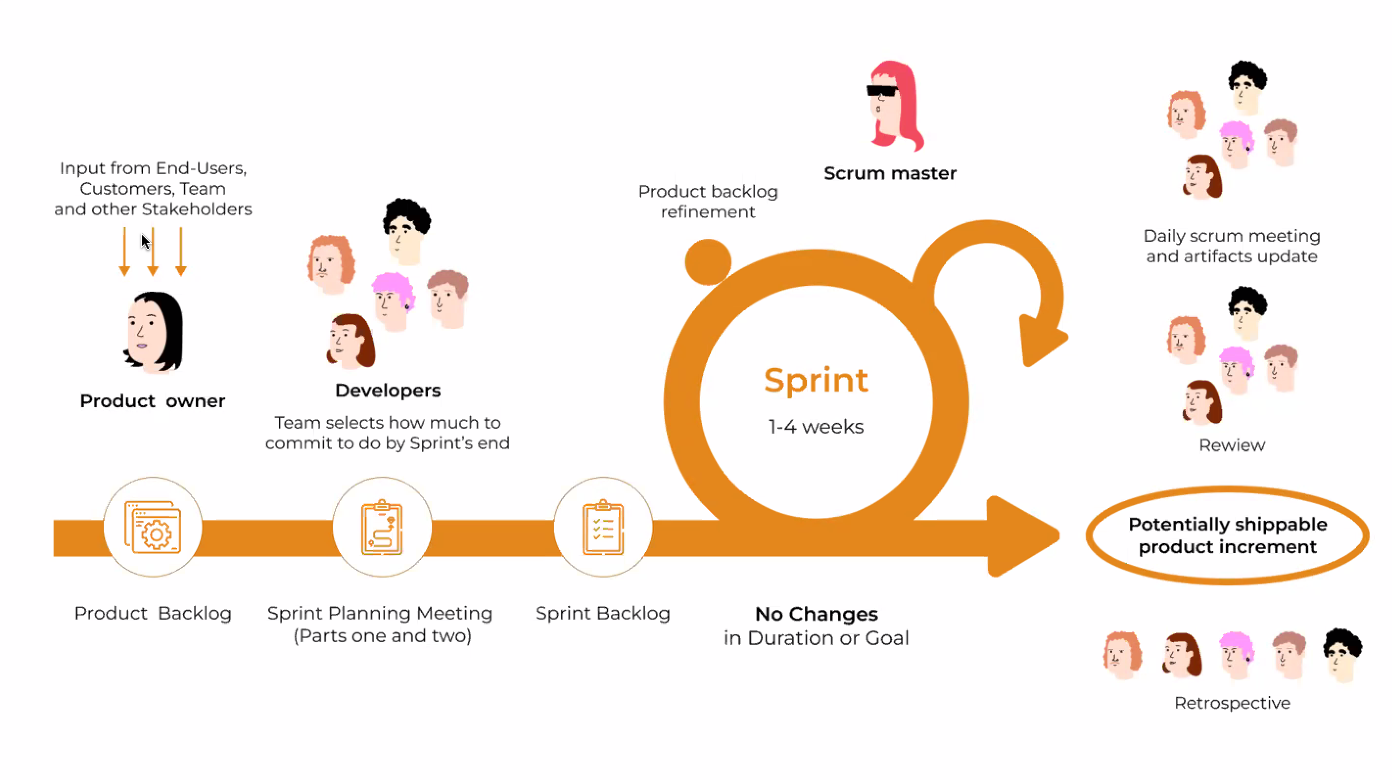 Input from End-Users,
Customers, Team
and other Stakeholders
Product owner
Developers
Team selects how much to
commit to do by Sprint's end
Product backlog
refinement
Scrum master
Sprint
1-4 weeks
Daily scrum meeting
and artifacts update
Rewiew
Potentially shippable
product increment
Product Backlog
Sprint Planning Meeting
(Parts one and two)
Sprint Backlog
No Changes
in Duration or Goal
Retrospective